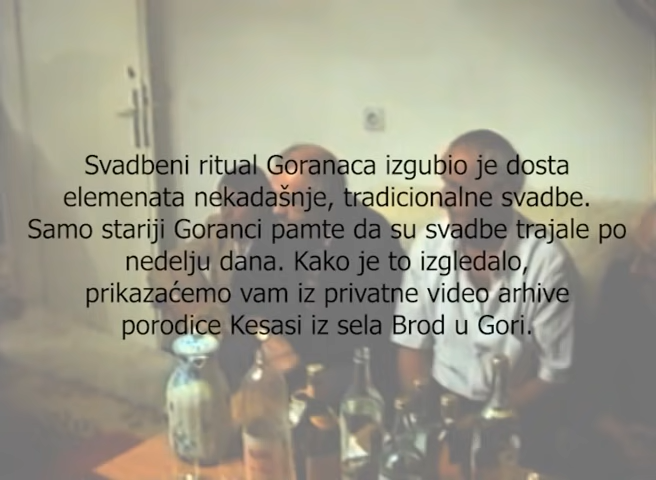 Svadbeni ritual Goranaca izgubio je dosta
elemenata nekadašnje, tradicionalne svadbe.
Samo stariji Goranci pamte da su svadbe trajale po
nedelju dana. Kako je to izgledalo,
prikazaćemo vam iz privatne video arhive
porodice Kesasi iz sela Brod u Gori.